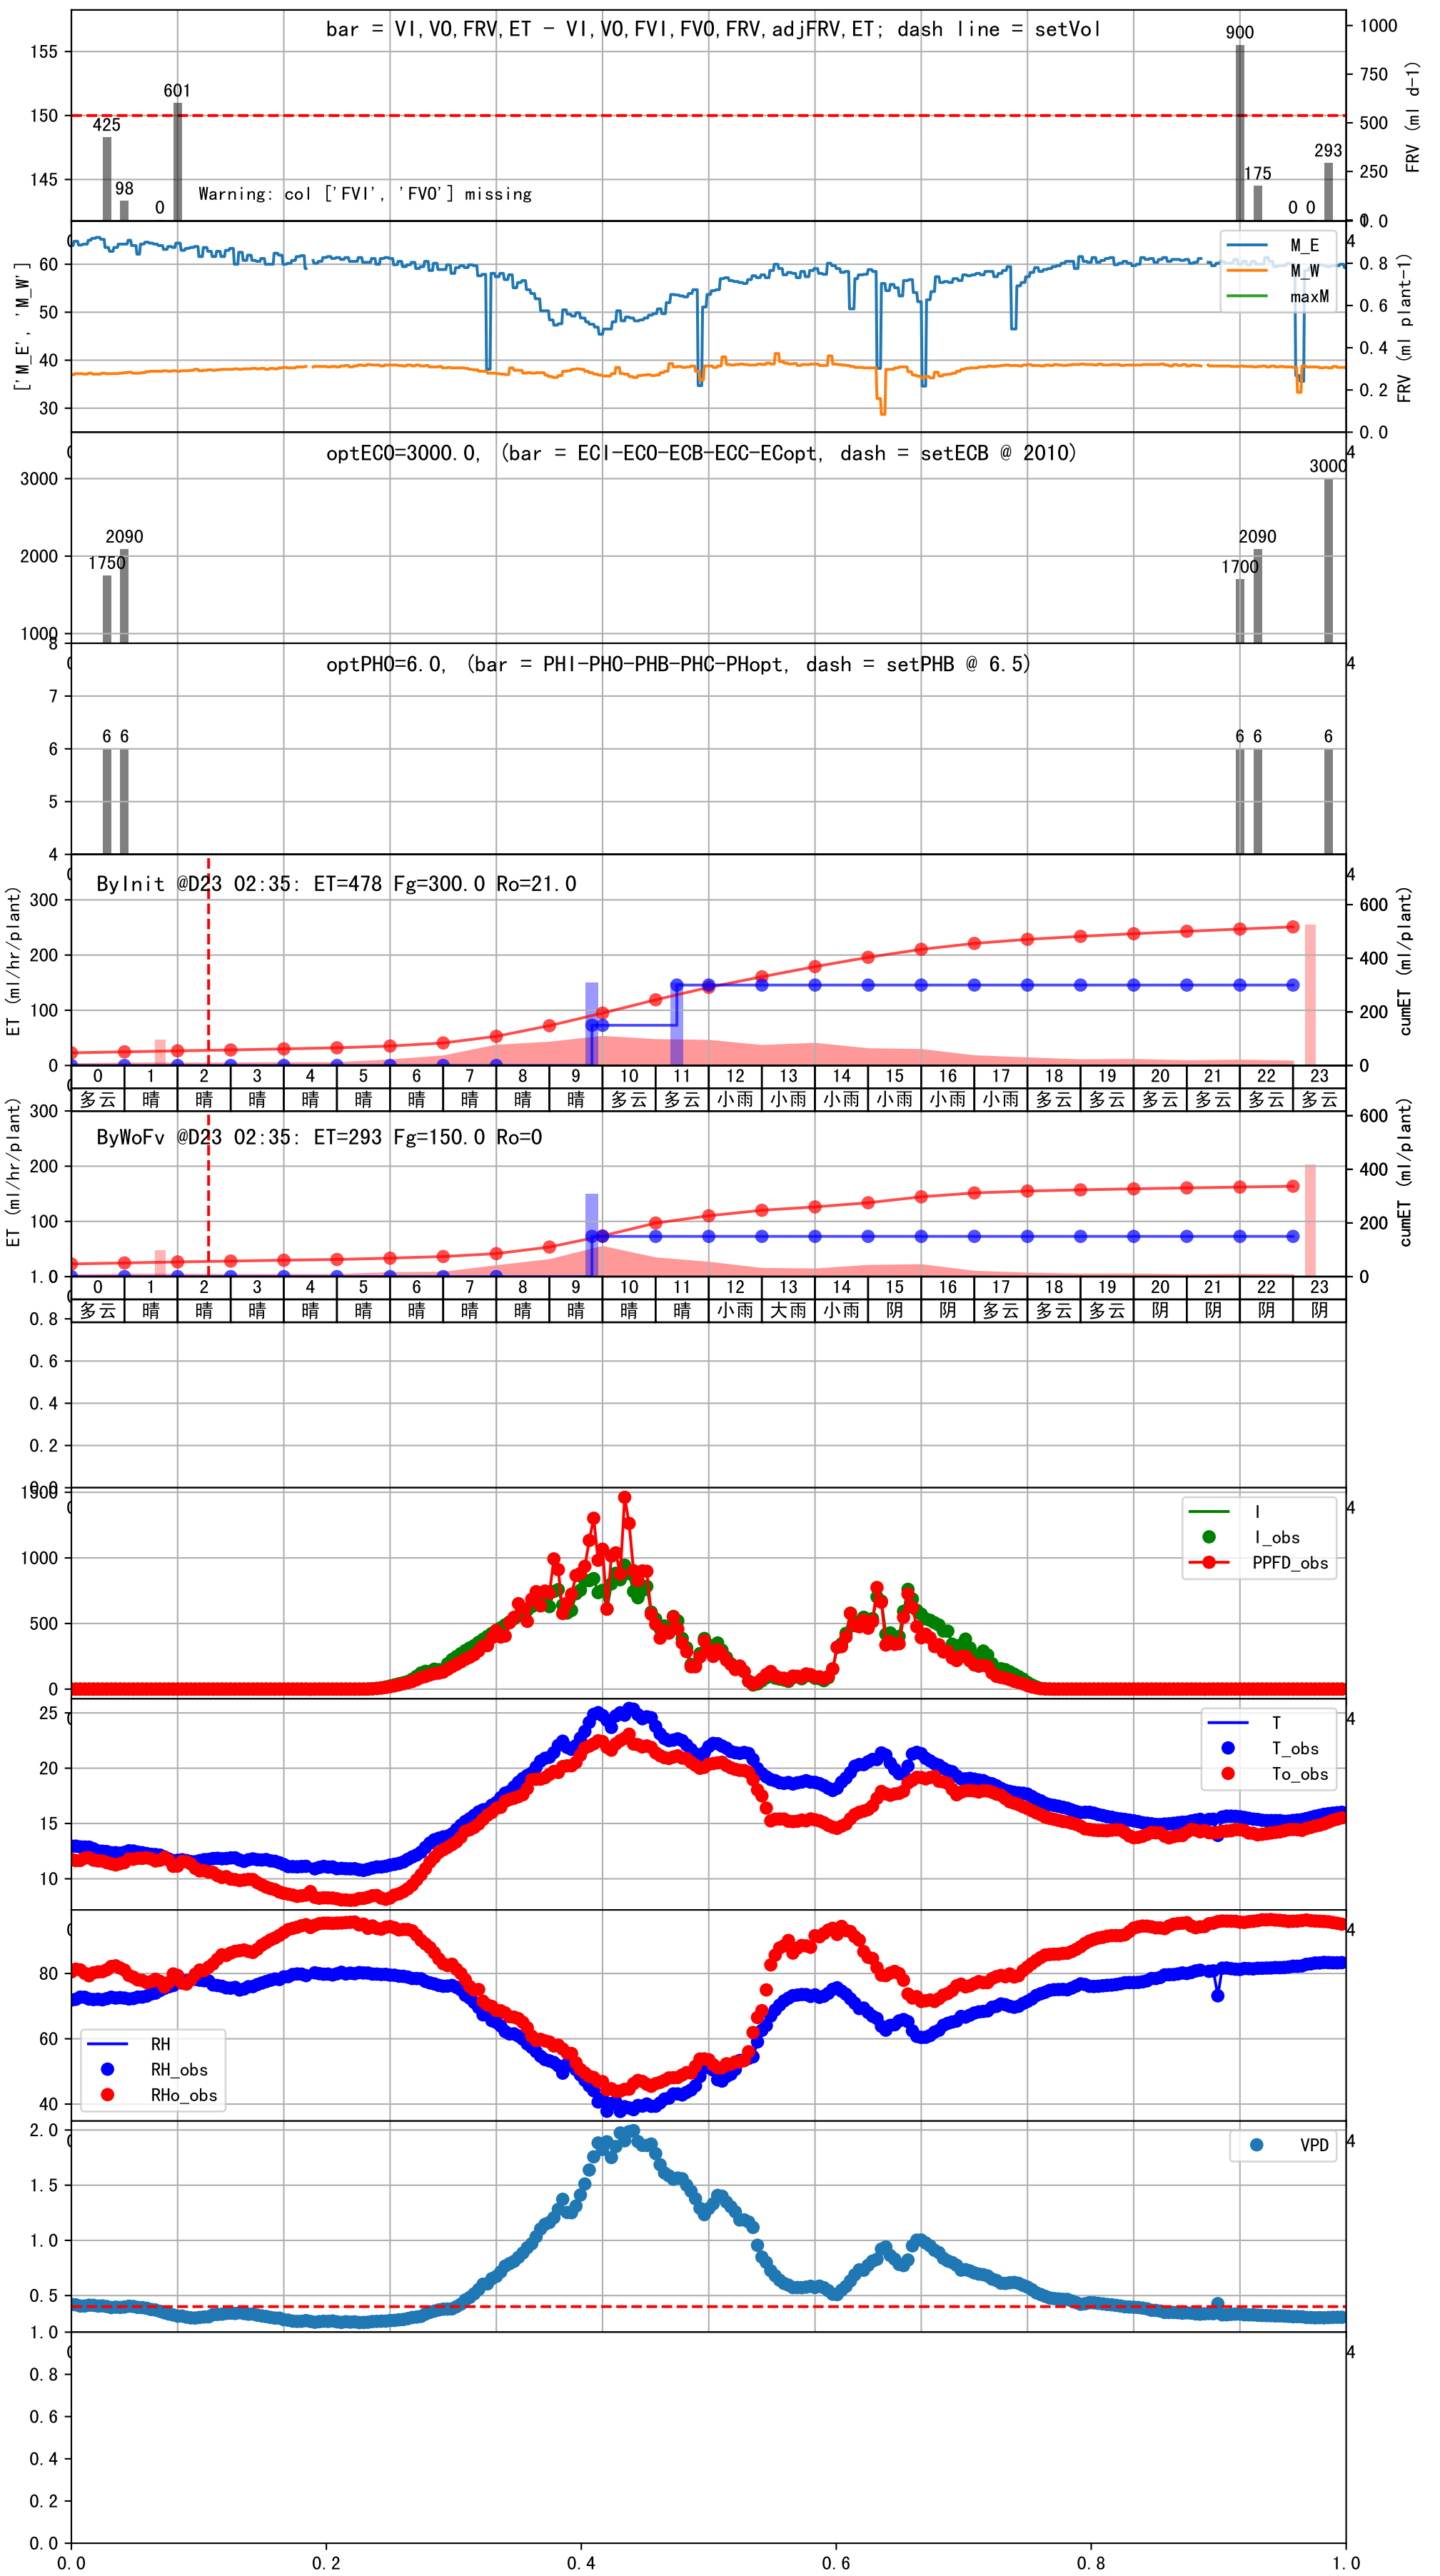 bar = VI,VO,FRV,ET - VI,VO,FVI,FVO,FRV,adjFRV,ET; dash line = setVol
155
150
145
425
98
0
601
900
175
0 0
293
Warning: col ['FVI', 'FVO'] missing
1000
750
500
250
0
FRV (ml d-1)
['M_E', 'M_W']
60
50
40
30
M_E
M_W
maxM
0.8
0.6
0.4
0.2
0.0
FRV (ml plant-1)
optECO=3000.0, (bar = ECI-ECO-ECB-ECC-ECopt, dash = setECB @ 2010)
3000
2000
1000
1750
2090
1700
2090
3000
optPHO=6.0, (bar = PHI-PHO-PHB-PHC-PHopt, dash = setPHB @ 6.5)
8
7
6
5
4
6 6
6 6
6
ByInit @D23 02:35: ET=478 Fg=300.0 Ro=21.0
ET (ml/hr/plant)
300
200
100
0
600
400
200
0
cumET (ml/plant)
0 1 2 3 4 5 6 7 8 9 10 11 12 13 14 15 16 17 18 19 20 21 22 23
多云 晴 晴 晴 晴 晴 晴 晴 晴 晴 多云 多云 小雨 小雨 小雨 小雨 小雨 小雨 多云 多云 多云 多云 多云 多云
ByWoFv @D23 02:35: ET=293 Fg=150.0 Ro=0
ET (ml/hr/plant)
300
200
100
600
400
200
0
cumET (ml/plant)
0 1 2 3 4 5 6 7 8 9 10 11 12 13 14 15 16 17 18 19 20 21 22 23
多云 晴 晴 晴 晴 晴 晴 晴 晴 晴 晴 晴 小雨 大雨 小雨 阴 阴 多云 多云 多云 阴 阴 阴 阴
1.0
0.8
0.6
0.4
0.2
0.0
1500
1000
500
0
I
I_obs
PPFD_obs
25
20
15
10
T
T_obs
To_obs
80
60
40
RH
RH_obs
RHo_obs
2.0
1.5
1.0
0.5
VPD
1.0
0.8
0.6
0.4
0.2
0.0
0.0 0.2 0.4 0.6 0.8 1.0